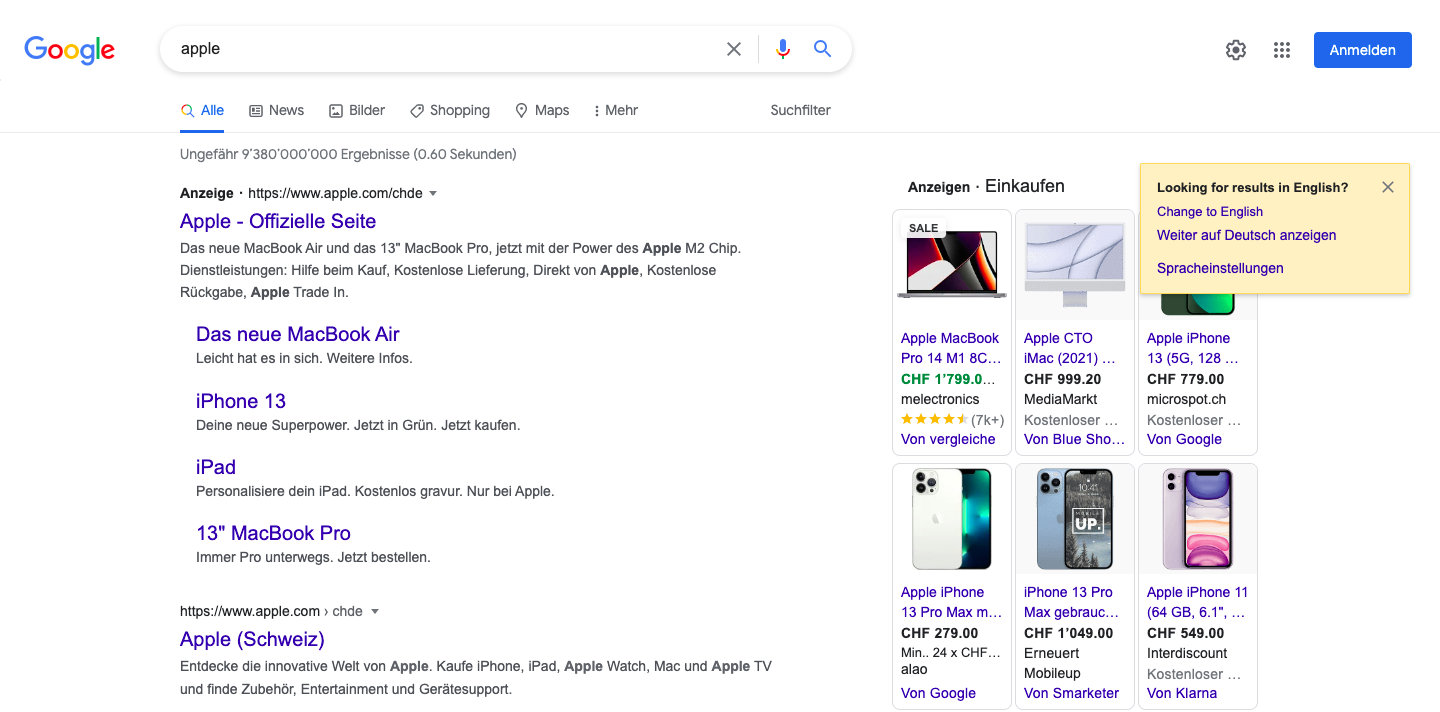 Google
apple
Anmelden
Alle
News
Bilder
Shopping
Maps
Mehr
Suchfilter
Ungefähr 9’380’000’000 Ergebnisse (0.60 Sekunden)
Anzeige · https://www.apple.com/chde
Apple - Offizielle Seite
Das neue MacBook Air und das 13" MacBook Pro, jetzt mit der Power des Apple M2 Chip.
Dienstleistungen: Hilfe beim Kauf, Kostenlose Lieferung, Direkt von Apple, Kostenlose
Rückgabe, Apple Trade In.
Das neue MacBook Air
Leicht hat es in sich. Weitere Infos.
iPhone 13
Deine neue Superpower. Jetzt in Grün. Jetzt kaufen.
iPad
Personalisiere dein iPad. Kostenlos gravur. Nur bei Apple.
13" MacBook Pro
Immer Pro unterwegs. Jetzt bestellen.
https://www.apple.com › chde
Apple (Schweiz)
Entdecke die innovative Welt von Apple. Kaufe iPhone, iPad, Apple Watch, Mac und Apple TV
und finde Zubehör, Entertainment und Gerätesupport.
Anzeigen · Einkaufen
Looking for results in English?
Change to English
Weiter auf Deutsch anzeigen
Spracheinstellungen
SALE
Apple MacBook
Pro 14 M1 8C...
CHF 1’799.0...
melectronics
(7k+)
Von vergleiche
Apple CTO
iMac (2021) ...
CHF 999.20
MediaMarkt
Kostenloser ...
Von Blue Sho...
Apple iPhone
13 (5G, 128 ...
CHF 779.00
microspot.ch
Kostenloser ...
Von Google
Apple iPhone
13 Pro Max m...
CHF 279.00
Min.. 24 x CHF...
alao
Von Google
10:41
MOBILE
UP.
iPhone 13 Pro
Max gebrauc...
CHF 1’049.00
Erneuert
Mobileup
Von Smarketer
Apple iPhone 11
(64 GB, 6.1", ...
CHF 549.00
Interdiscount
Kostenloser ...
Von Klarna